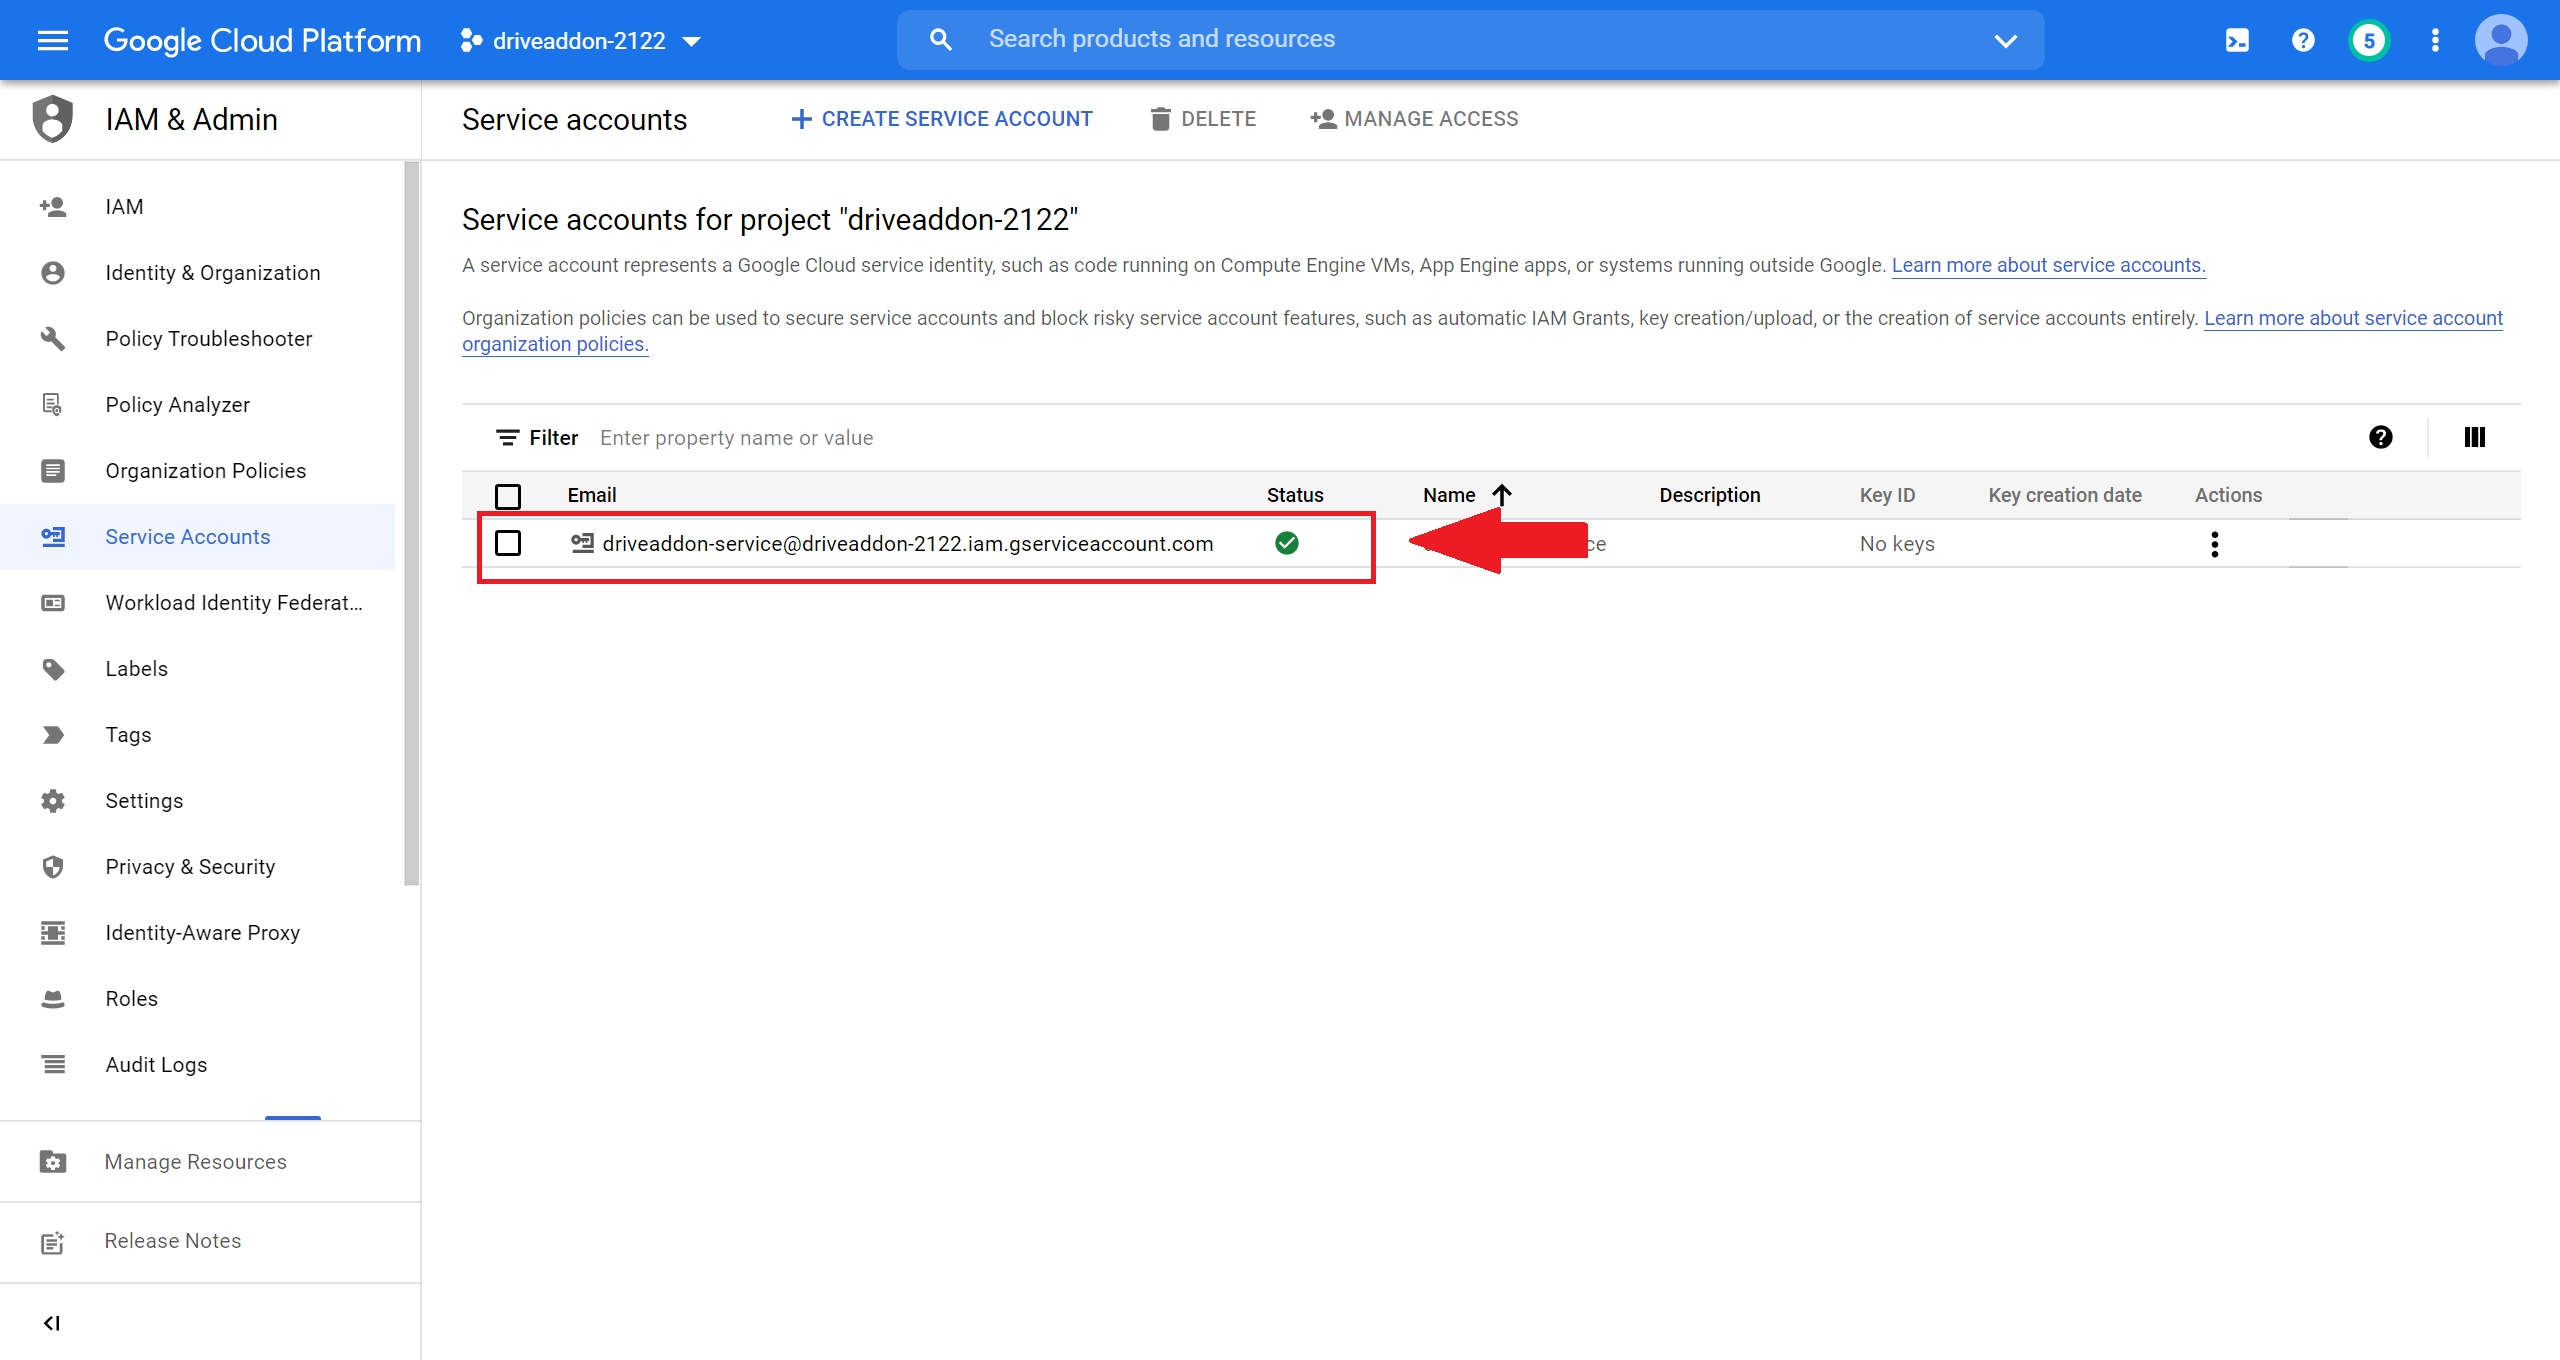 Google Cloud Platform
driveaddon-2122
Search products and resources
5
IAM & Admin
Service accounts
CREATE SERVICE ACCOUNT
DELETE
MANAGE ACCESS
IAM
Identity & Organization
Policy Troubleshooter
Policy Analyzer
Organization Policies
Service Accounts
Workload Identity Federat...
Labels
Tags
Settings
Privacy & Security
Identity-Aware Proxy
Roles
Audit Logs
Manage Resources
Release Notes
Service accounts for project "driveaddon-2122"
A service account represents a Google Cloud service identity, such as code running on Compute Engine VMs, App Engine apps, or systems running outside Google. Learn more about service accounts.
Organization policies can be used to secure service accounts and block risky service account features, such as automatic IAM Grants, key creation/upload, or the creation of service accounts entirely. Learn more about service account
organization policies.
Filter Enter property name or value
Email Status Name Description Key ID Key creation date Actions
driveaddon-service@driveaddon-2122.iam.gserviceaccount.com No keys